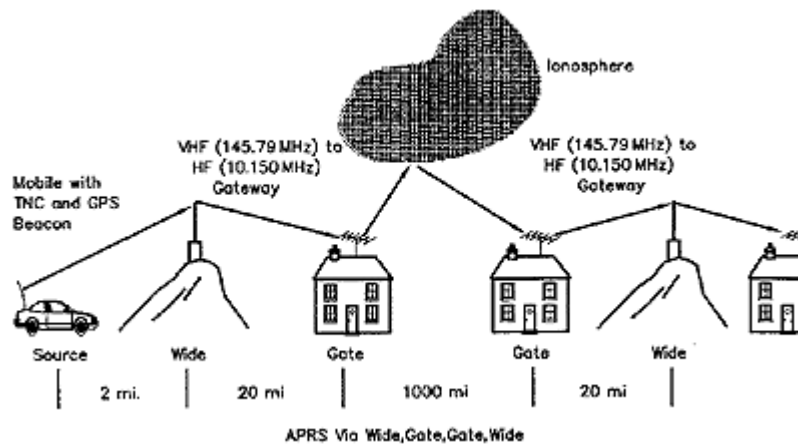 Ionosphere
VHF (145.79 MHz) to
HF (10.150 MHz)
Gateway
VHF (145.79 MHz) to
HF (10.150 MHz)
Gateway
Mobile with
TNC and GPS
Beacon
Source
Wide
Gate
Gate
Wide
2 mi.
20 mi
1000 mi
20 mi
APRS Via Wide,Gate,Gate,Wide